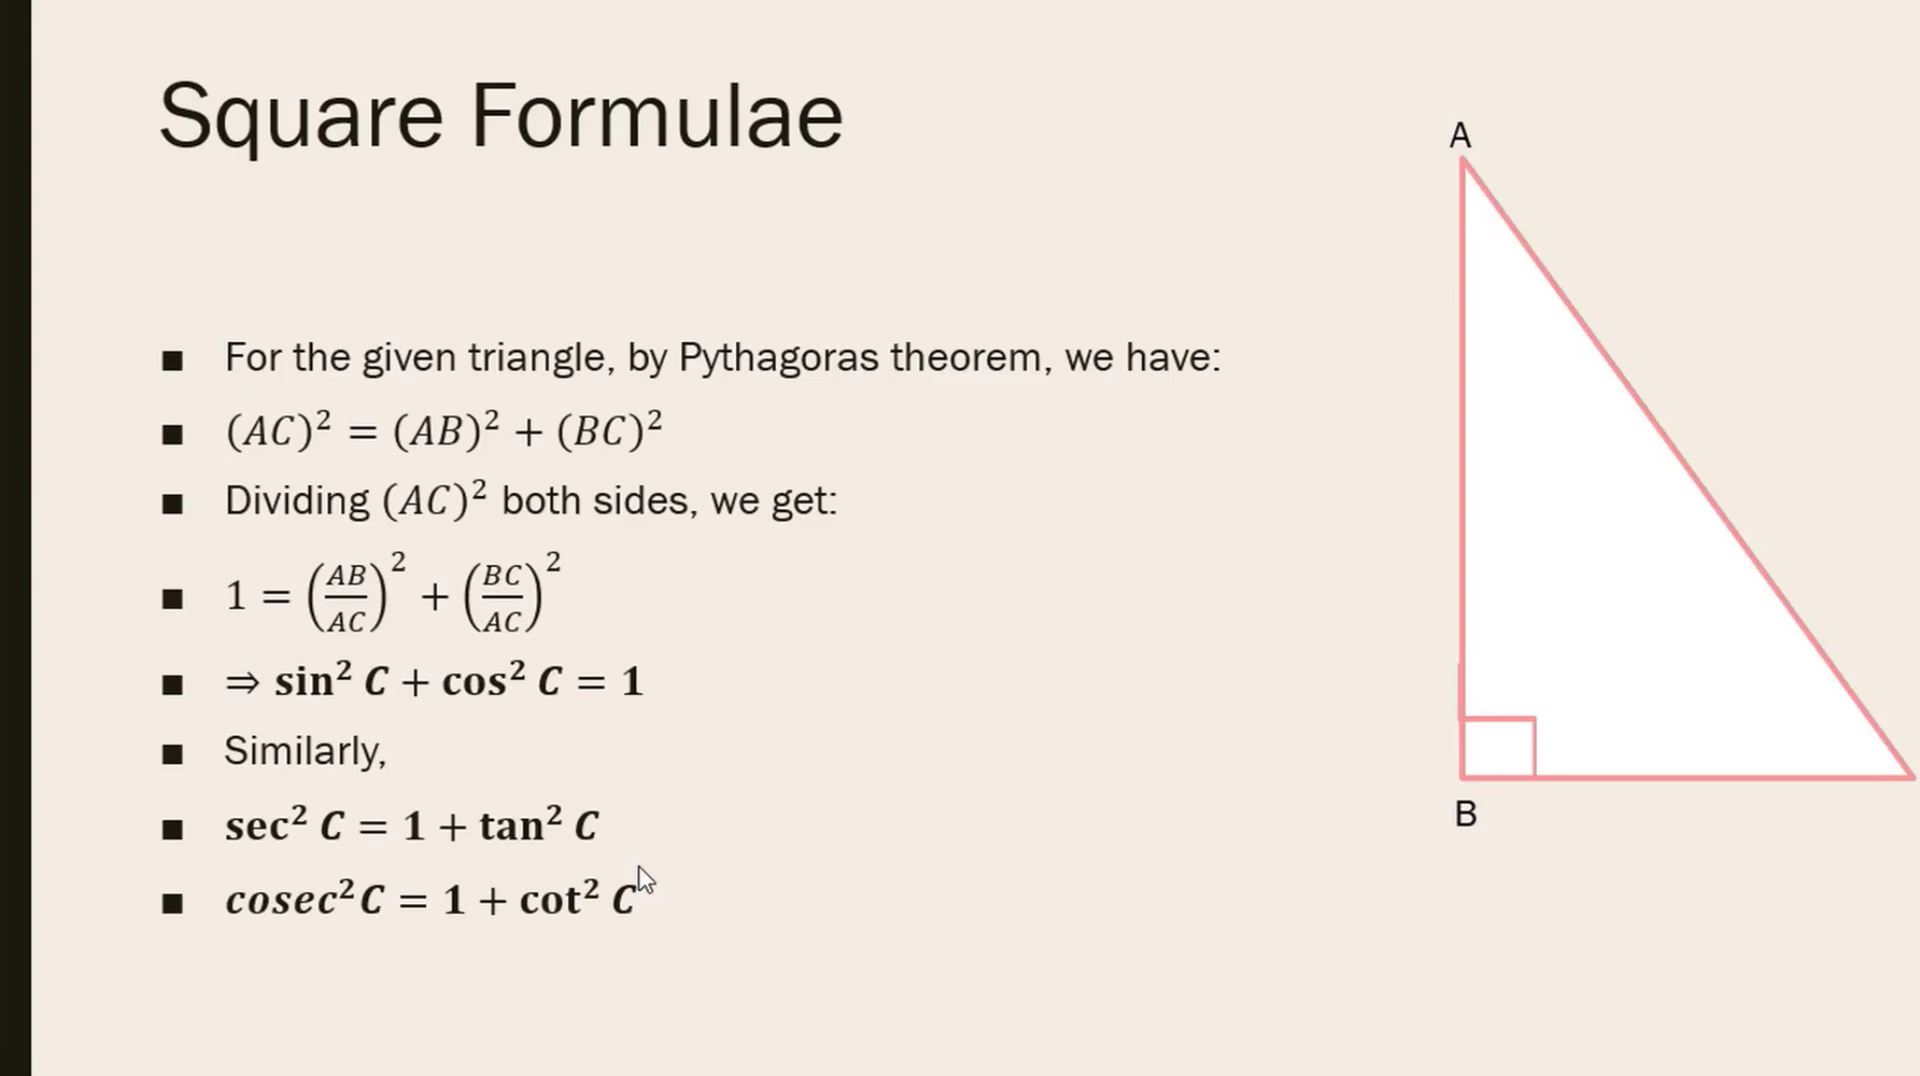 Square Formulae
A
■ For the given triangle, by Pythagoras theorem, we have:
■ (AC)² = (AB)² + (BC)²
■ Dividing (AC)² both sides, we get:
■ 1 = (AB/AC)² + (BC/AC)²
■ ⇒ sin² C + cos² C = 1
■ Similarly,
■ sec² C = 1 + tan² C
B
■ cosec²C = 1 + cot² C